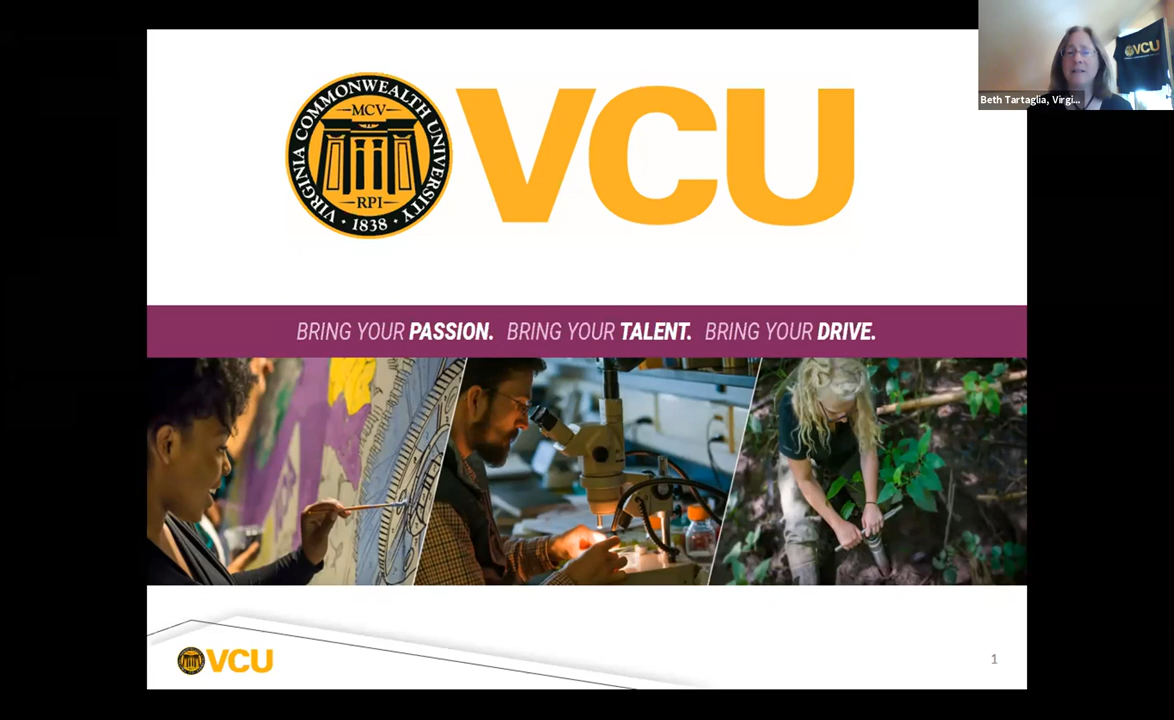 VIRGINIA COMMONWEALTH UNIVERSITY
MCV
RPI
· 1838 ·
VCU
VCU
Beth Tartaglia, Virgi...
BRING YOUR PASSION. BRING YOUR TALENT. BRING YOUR DRIVE.
VCU
1